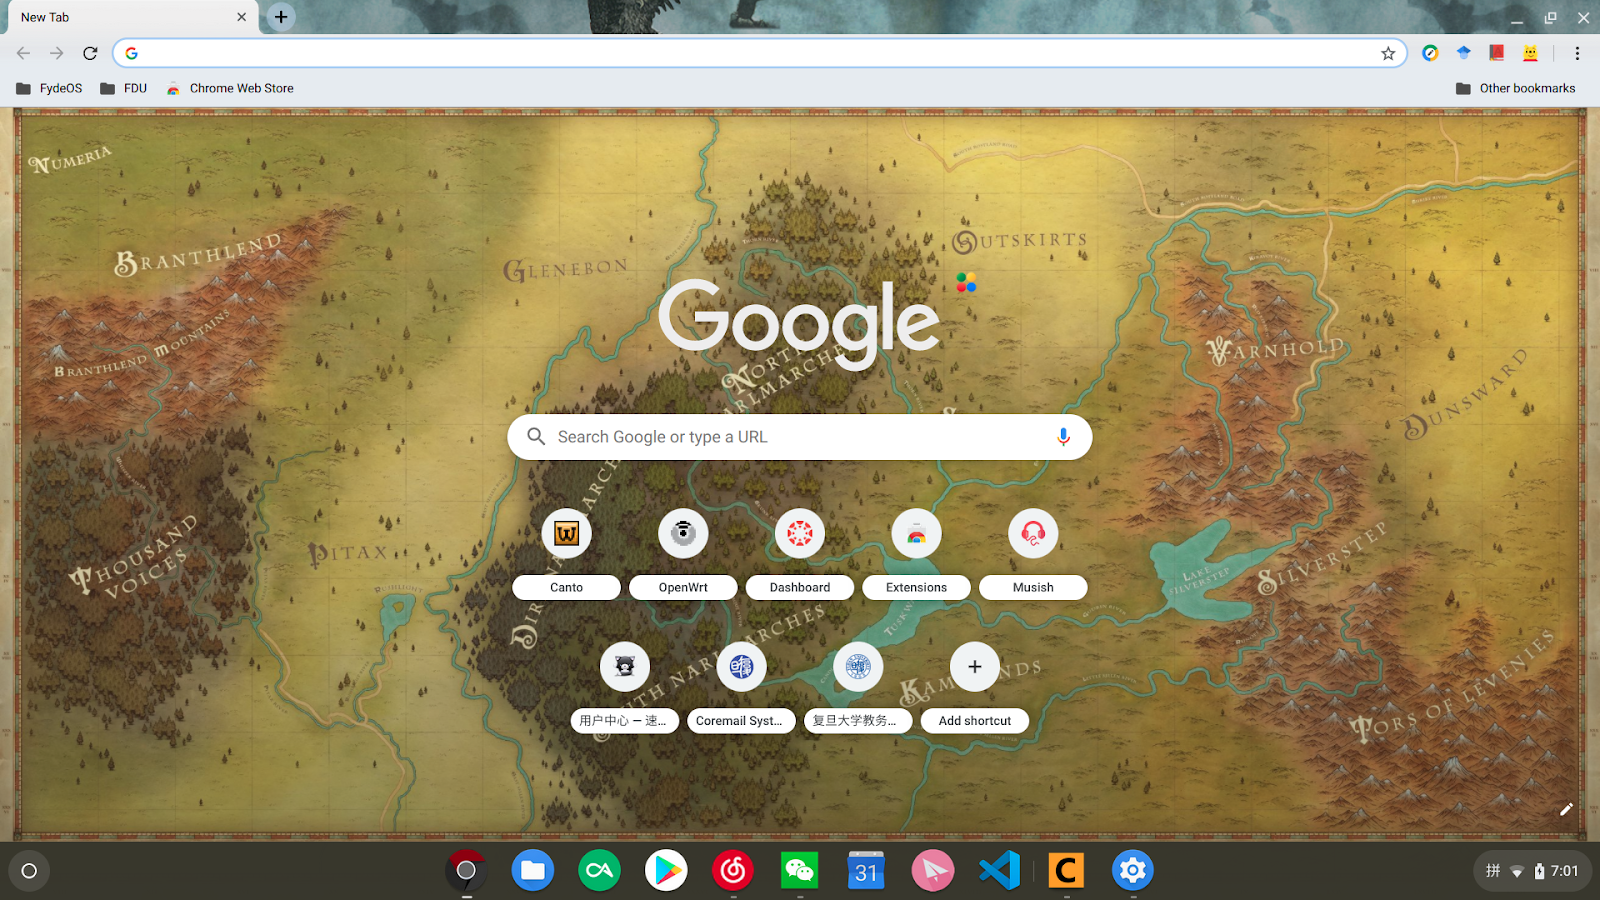 New Tab
FydeOS
FDU
Chrome Web Store
Other bookmarks
NUMERIA
BRANTHLEND
GLENEBON
OUTSKIRTS
Google
BRANTHLEND MOUNTAINS
VARNHOLD
DUNSWARD
Search Google or type a URL
THOUSAND
VOICES
PITAX
LAKE
SILVERSTEP
SILVERSTEP
Canto
OpenWrt
Dashboard
Extensions
Musish
TORS OF LEVENIES
用户中心 – 速...
Coremail Syst...
复旦大学教务...
Add shortcut
31
拼
7:01